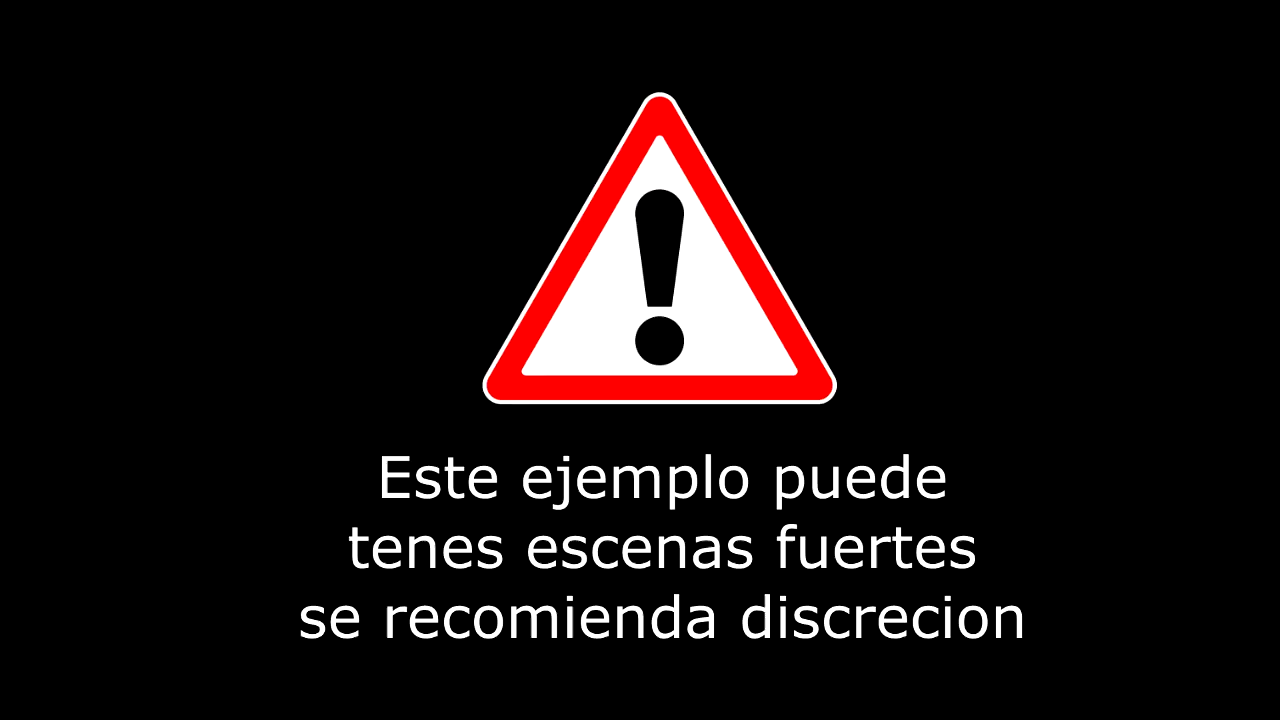 Este ejemplo puede
tenes escenas fuertes
se recomienda discrecion